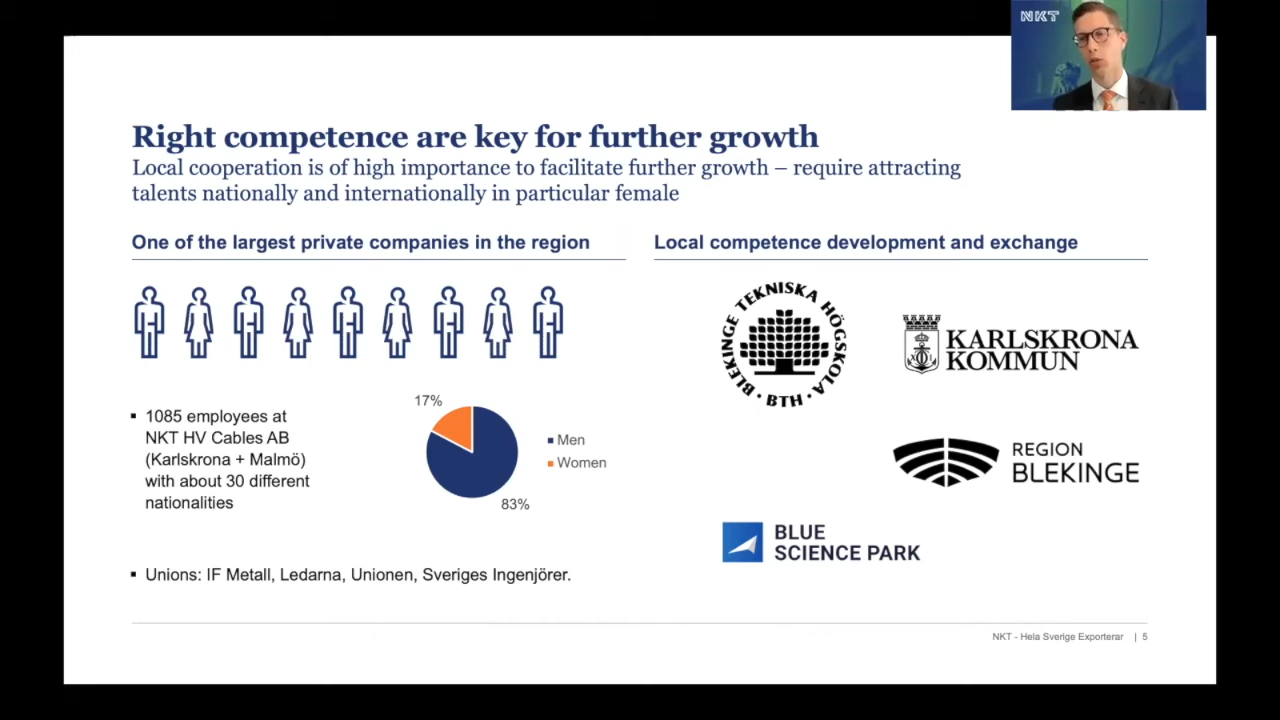 NKT
Right competence are key for further growth
Local cooperation is of high importance to facilitate further growth – require attracting
talents nationally and internationally in particular female
One of the largest private companies in the region
17%
Men
Women
83%
▪ 1085 employees at
NKT HV Cables AB
(Karlskrona + Malmö)
with about 30 different
nationalities
▪ Unions: IF Metall, Ledarna, Unionen, Sveriges Ingenjörer.
Local competence development and exchange
BLEKINGE TEKNISKA HÖGSKOLA
· BTH ·
KARLSKRONA
KOMMUN
REGION
BLEKINGE
BLUE
SCIENCE PARK
NKT - Hela Sverige Exporterar | 5